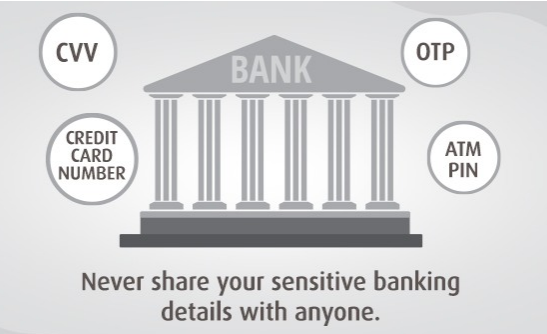 CVV
OTP
BANK
CREDIT
CARD
NUMBER
ATM
PIN
Never share your sensitive banking
details with anyone.